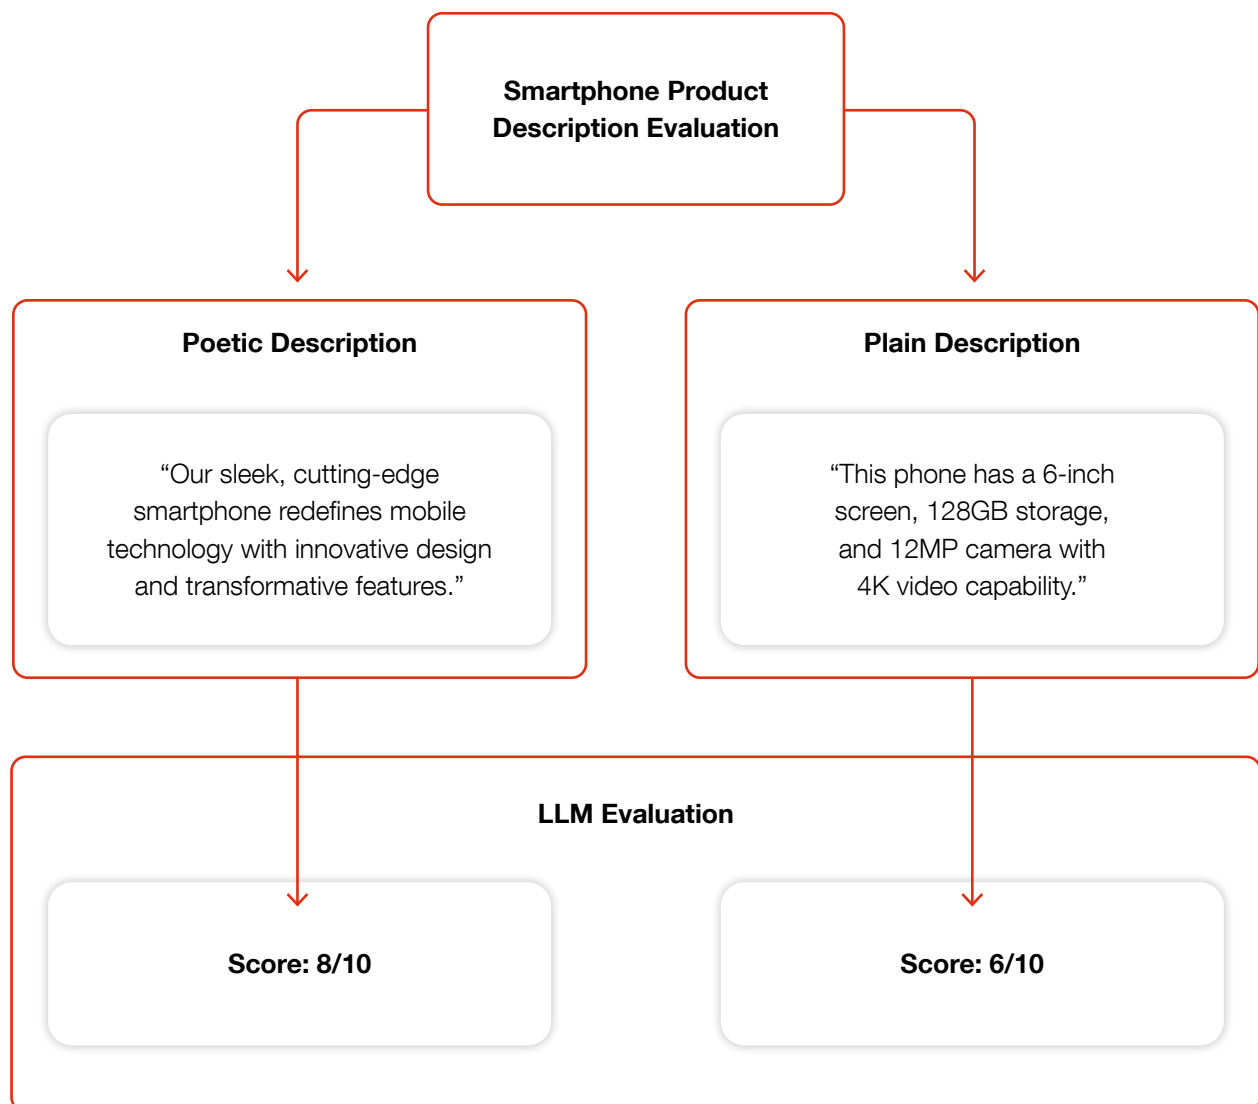 Smartphone Product
Description Evaluation
Poetic Description
“Our sleek, cutting-edge
smartphone redefines mobile
technology with innovative design
and transformative features.”
Plain Description
“This phone has a 6-inch
screen, 128GB storage,
and 12MP camera with
4K video capability.”
LLM Evaluation
Score: 8/10
Score: 6/10